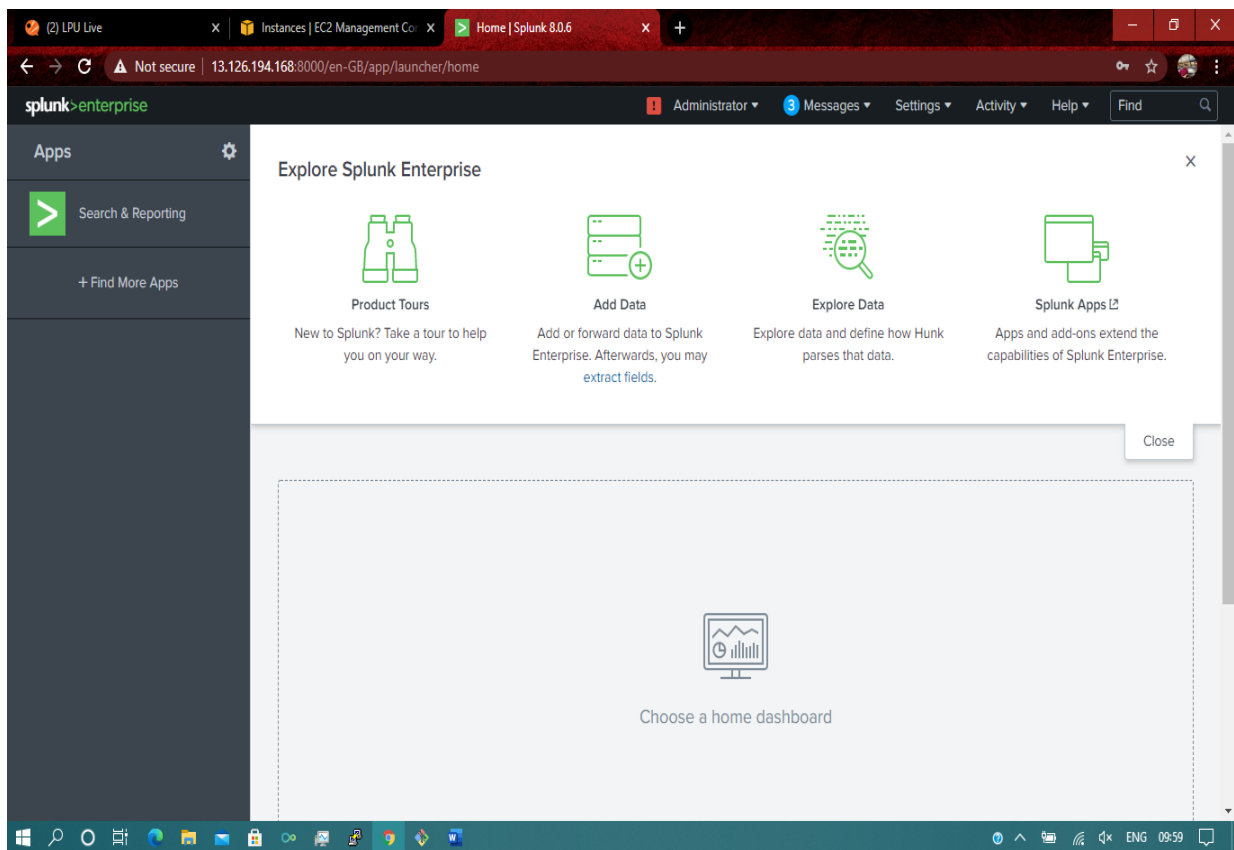 (2) LPU Live
Instances | EC2 Management Co
Home | Splunk 8.0.6
Not secure | 13.126.194.168:8000/en-GB/app/launcher/home
splunk>enterprise
! Administrator 3 Messages Settings Activity Help Find
Apps
Search & Reporting
+ Find More Apps
Explore Splunk Enterprise
Product Tours
New to Splunk? Take a tour to help
you on your way.
Add Data
Add or forward data to Splunk
Enterprise. Afterwards, you may
extract fields.
Explore Data
Explore data and define how Hunk
parses that data.
Splunk Apps
Apps and add-ons extend the
capabilities of Splunk Enterprise.
Close
Choose a home dashboard
ENG 09:59